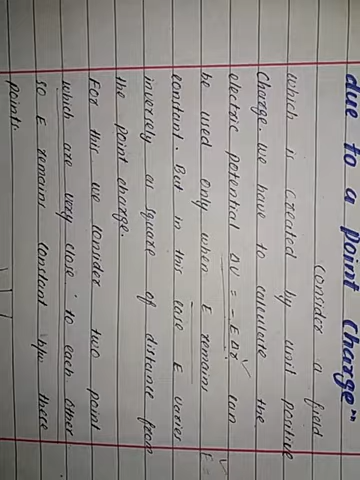 due to a point Charge"
Consider a field
which is created by unit positive
Charge. we have to calculate the
electric potential ΔV = - EΔr can
be used only when E remains
constant. But in this case E varies
inversely as square of distance from
the point charge.
For this we consider two point
which are very close to each other
so E remain constant b/w there
points